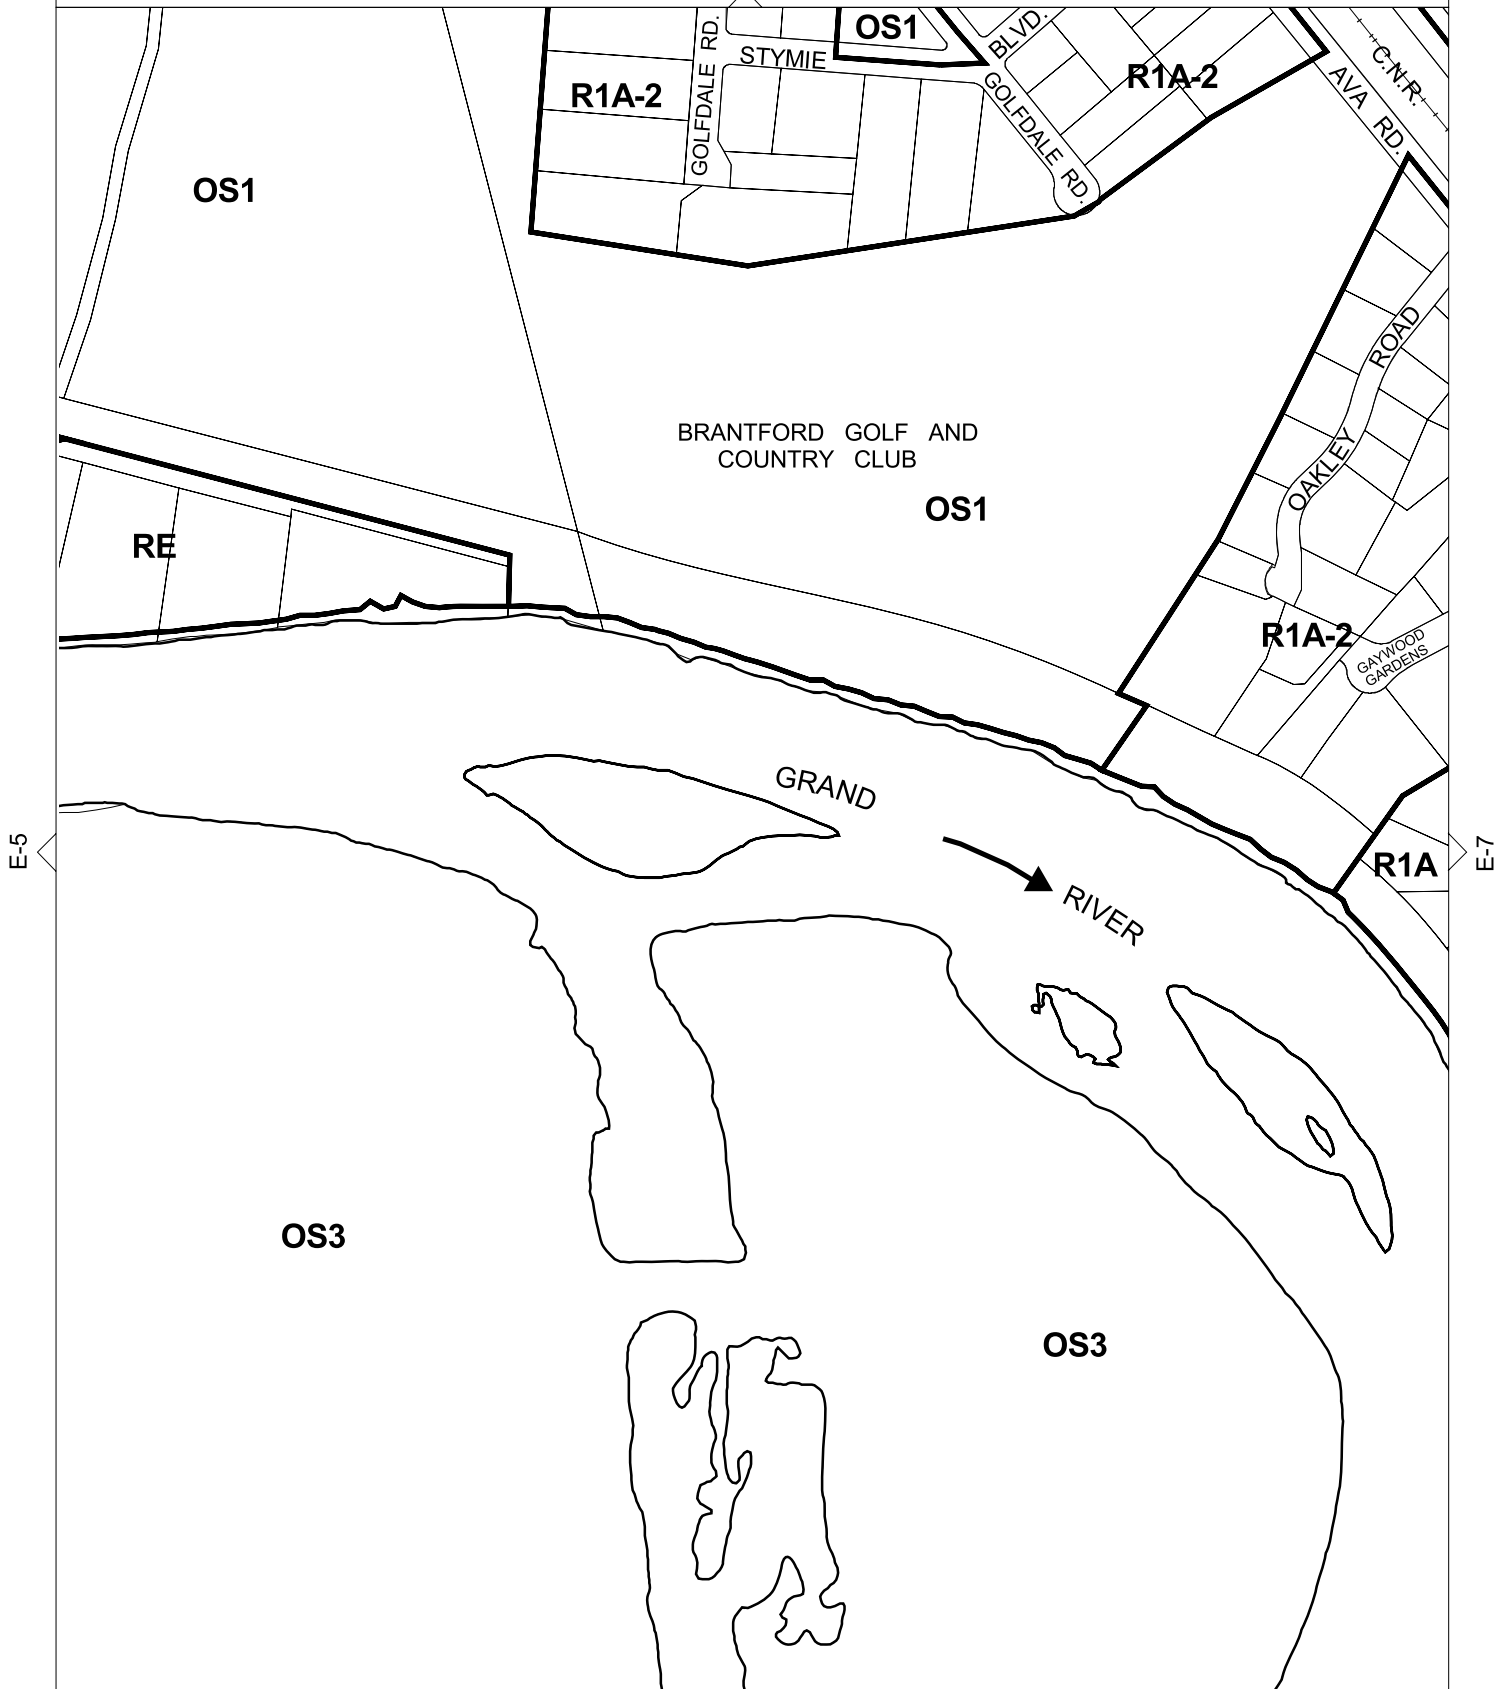 OS1
BLVD.
STYMIE
GOLFDALE RD.
R1A-2
R1A-2
C.N.R.
AVA RD.
GOLFDALE RD.
OS1
OAKLEY ROAD
BRANTFORD GOLF AND
COUNTRY CLUB
OS1
RE
R1A-2
GAYWOOD
GARDENS
GRAND
RIVER
E-5
E-7
R1A
OS3
OS3